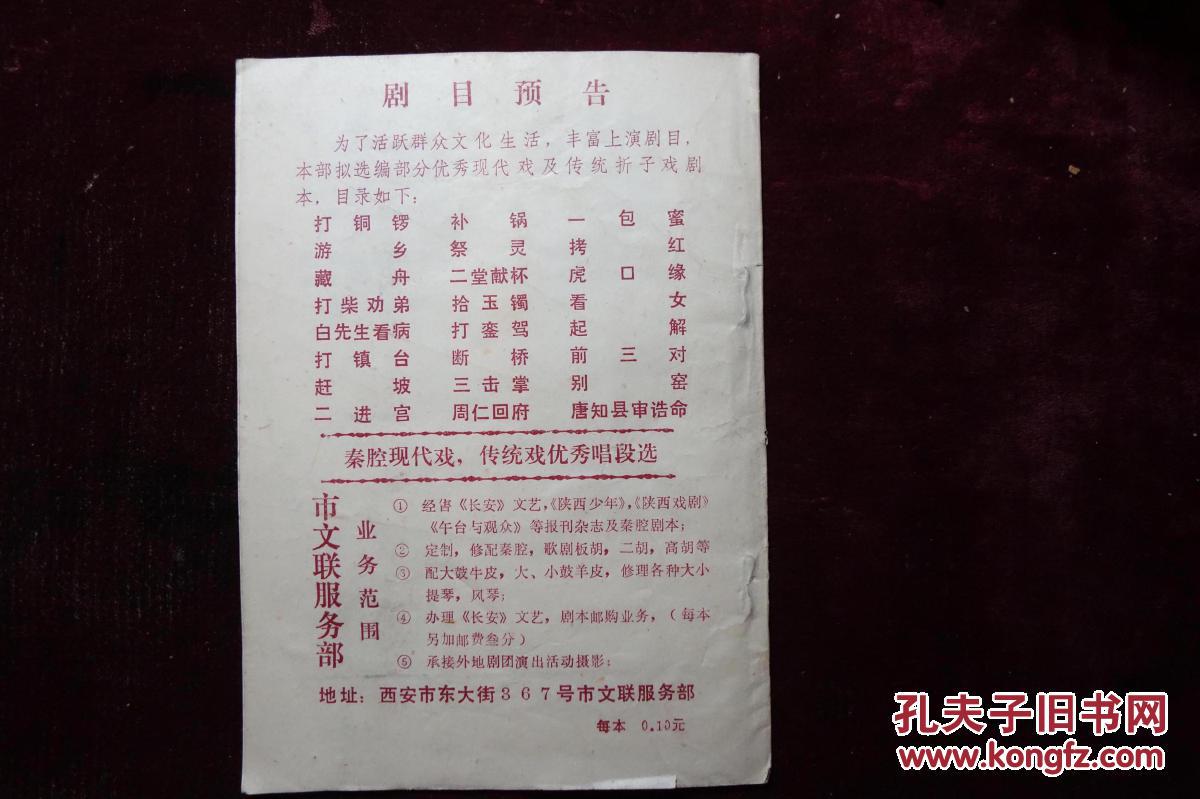 剧目预告
为了活跃群众文化生活，丰富上演剧目，
本部拟选编部分优秀现代戏及传统折子戏剧
本，目录如下：
打铜锣 补锅 一包蜜
游乡 祭灵 拷红
藏舟 二堂献杯 虎口缘
打柴劝弟 拾玉镯 看女
白先生看病 打銮驾 起解
打镇台 断桥 前三对
赶坡 三击掌 别窑
二进宫 周仁回府 唐知县审诰命
秦腔现代戏，传统戏优秀唱段选
市文联服务部
业务范围
① 经售《长安》文艺，《陕西少年》，《陕西戏剧》
《午台与观众》等报刊杂志及秦腔剧本；
② 定制，修配秦腔，歌剧板胡，二胡，高胡等
③ 配大鼓牛皮，大、小鼓羊皮，修理各种大小
提琴，风琴；
④ 办理《长安》文艺，剧本邮购业务，（每本
另加邮费叁分）
⑤ 承接外地剧团演出活动摄影；
地址：西安市东大街367号市文联服务部
每本 0.10元
孔夫子旧书网
www.kongfz.com